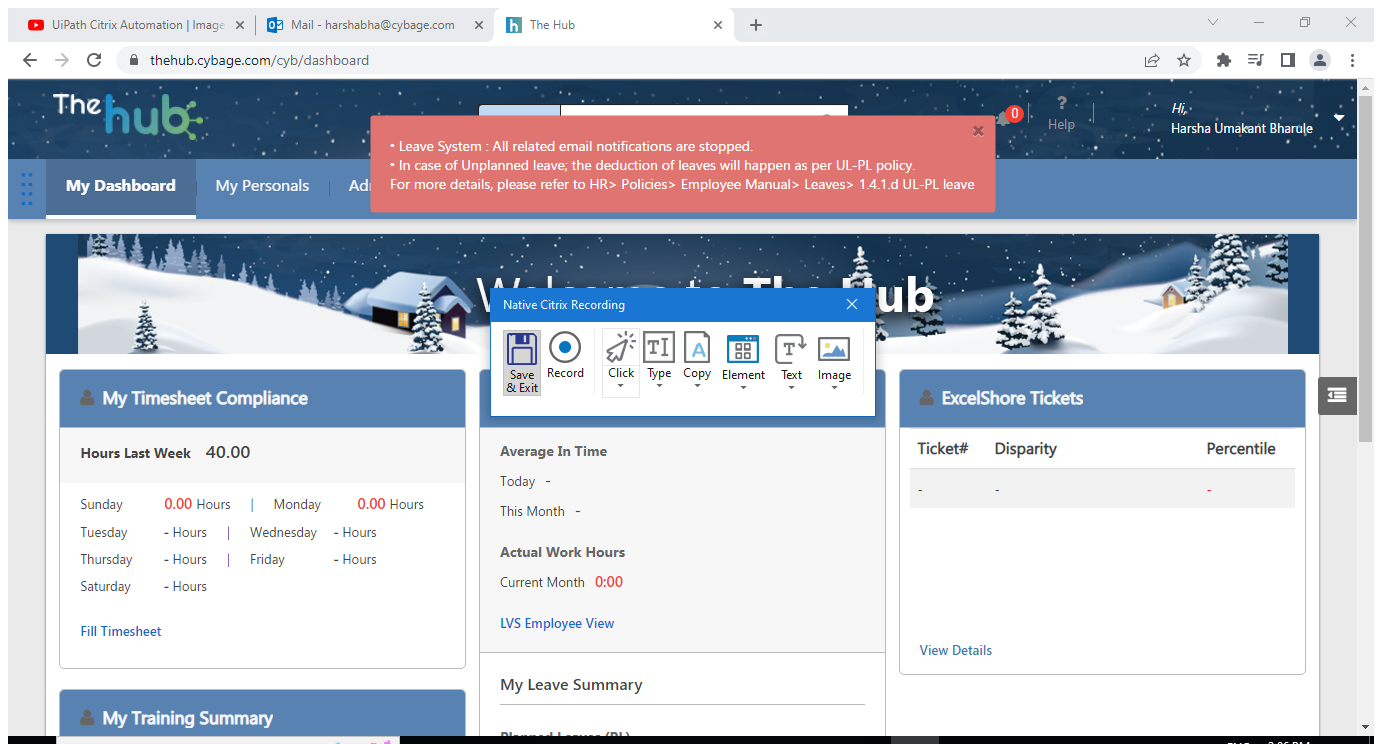 UiPath Citrix Automation | Image
Mail - harshabha@cybage.com
The Hub
thehub.cybage.com/cyb/dashboard
The hub
0
?
Help
Hi,
Harsha Umakant Bharule
• Leave System : All related email notifications are stopped.
• In case of Unplanned leave; the deduction of leaves will happen as per UL-PL policy.
For more details, please refer to HR> Policies> Employee Manual> Leaves> 1.4.1.d UL-PL leave
My Dashboard
My Personals
Welcome to The Hub
Native Citrix Recording
Save & Exit
Record
Click
Type
Copy
Element
Text
Image
My Timesheet Compliance
Hours Last Week 40.00
Sunday 0.00 Hours | Monday 0.00 Hours
Tuesday - Hours | Wednesday - Hours
Thursday - Hours | Friday - Hours
Saturday - Hours
Fill Timesheet
My Training Summary
Average In Time
Today -
This Month -
Actual Work Hours
Current Month 0:00
LVS Employee View
My Leave Summary
ExcelShore Tickets
Ticket# Disparity Percentile
- - -
View Details